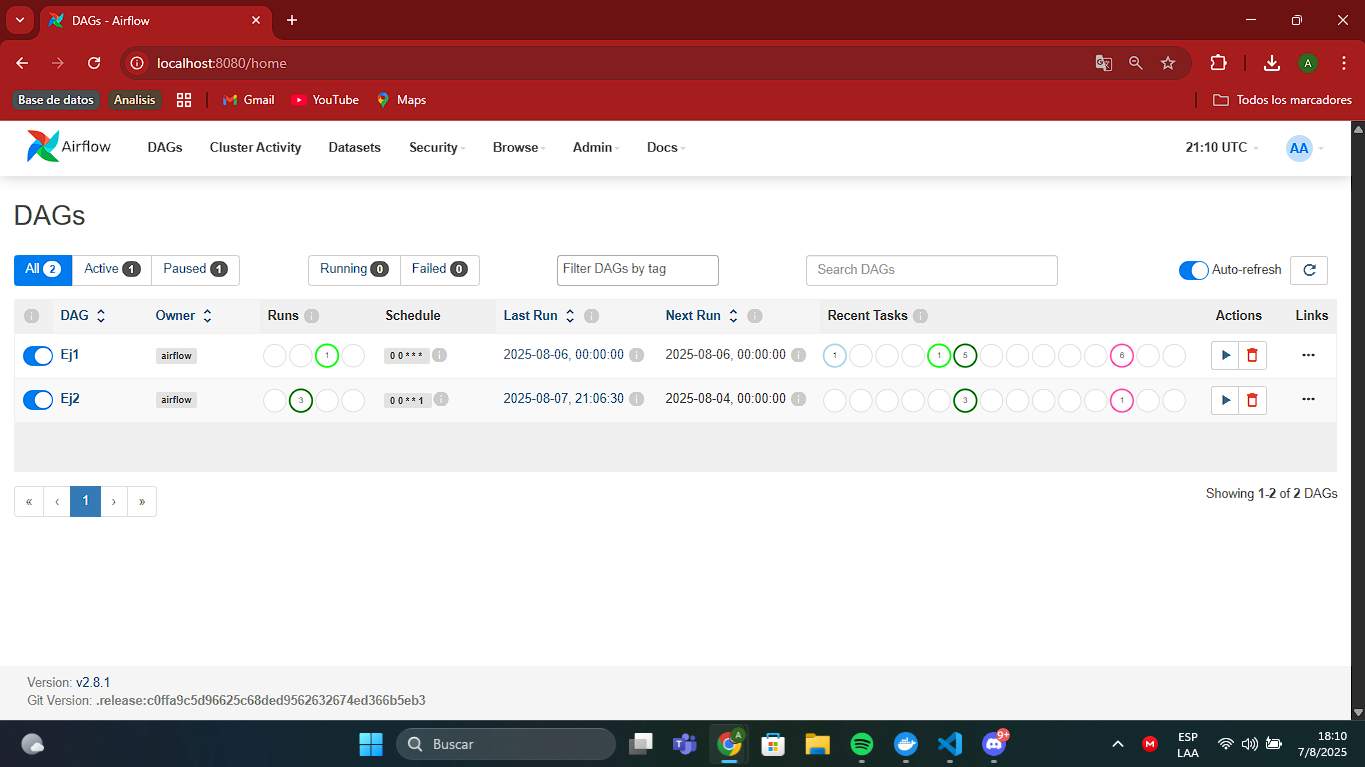 DAGs - Airflow
localhost:8080/home
A
Base de datos
Analisis
Gmail
YouTube
Maps
Todos los marcadores
Airflow
DAGs
Cluster Activity
Datasets
Security
Browse
Admin
Docs
21:10 UTC
AA
DAGs
All 2
Active 1
Paused 1
Running 0
Failed 0
Filter DAGs by tag
Search DAGs
Auto-refresh
DAG
Owner
Runs
Schedule
Last Run
Next Run
Recent Tasks
Actions
Links
Ej1
airflow
1
0 0 * * *
2025-08-06, 00:00:00
2025-08-06, 00:00:00
1
1
5
6
Ej2
airflow
3
0 0 * * 1
2025-08-07, 21:06:30
2025-08-04, 00:00:00
3
1
« ‹ 1 › »
Showing 1-2 of 2 DAGs
Version: v2.8.1
Git Version: .release:c0ffa9c5d96625c68ded9562632674ed366b5eb3
Buscar
A
9+
M
ESP
LAA
18:10
7/8/2025